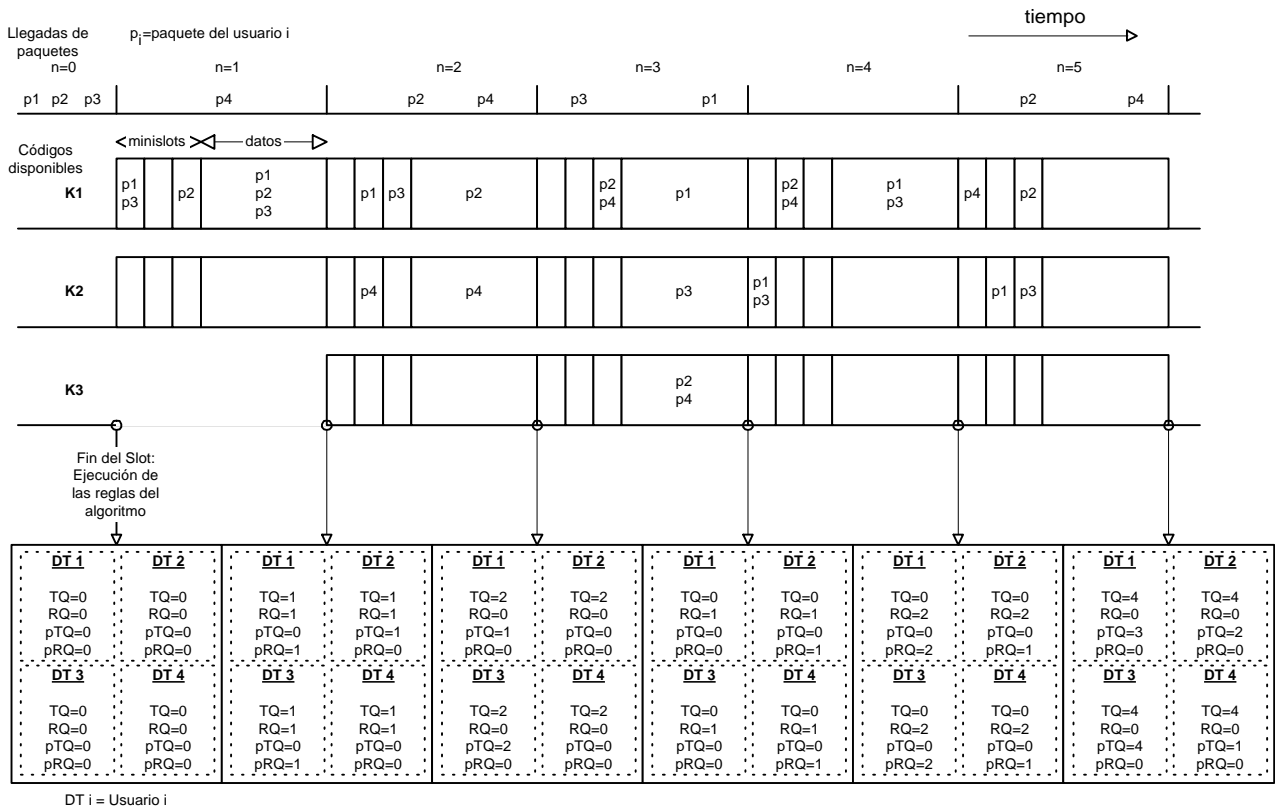 tiempo
Llegadas de
paquetes
pi=paquete del usuario i
n=0 n=1 n=2 n=3 n=4 n=5
p1 p2 p3 p4 p2 p4 p3 p1 p2 p4
minislots datos
Códigos
disponibles
K1
p1
p3
p2
p1
p2
p3
p1
p3
p2
p2
p4
p1
p2
p4
p1
p3
p4
p2
K2
p4
p4
p3
p1
p3
p1
p3
K3
p2
p4
Fin del Slot:
Ejecución de
las reglas del
algoritmo
DT 1 DT 2 DT 1 DT 2 DT 1 DT 2 DT 1 DT 2 DT 1 DT 2 DT 1 DT 2
TQ=0 TQ=0 TQ=1 TQ=1 TQ=2 TQ=2 TQ=0 TQ=0 TQ=0 TQ=0 TQ=4 TQ=4
RQ=0 RQ=0 RQ=1 RQ=1 RQ=0 RQ=0 RQ=1 RQ=1 RQ=2 RQ=2 RQ=0 RQ=0
pTQ=0 pTQ=0 pTQ=0 pTQ=1 pTQ=1 pTQ=0 pTQ=0 pTQ=0 pTQ=0 pTQ=0 pTQ=3 pTQ=2
pRQ=0 pRQ=0 pRQ=1 pRQ=0 pRQ=0 pRQ=0 pRQ=0 pRQ=1 pRQ=2 pRQ=1 pRQ=0 pRQ=0
DT 3 DT 4 DT 3 DT 4 DT 3 DT 4 DT 3 DT 4 DT 3 DT 4 DT 3 DT 4
TQ=0 TQ=0 TQ=1 TQ=1 TQ=2 TQ=2 TQ=0 TQ=0 TQ=0 TQ=0 TQ=4 TQ=4
RQ=0 RQ=0 RQ=1 RQ=1 RQ=0 RQ=0 RQ=1 RQ=1 RQ=2 RQ=2 RQ=0 RQ=0
pTQ=0 pTQ=0 pTQ=0 pTQ=0 pTQ=2 pTQ=0 pTQ=0 pTQ=0 pTQ=0 pTQ=0 pTQ=4 pTQ=1
pRQ=0 pRQ=0 pRQ=1 pRQ=0 pRQ=0 pRQ=0 pRQ=0 pRQ=1 pRQ=2 pRQ=1 pRQ=0 pRQ=0
DT i = Usuario i